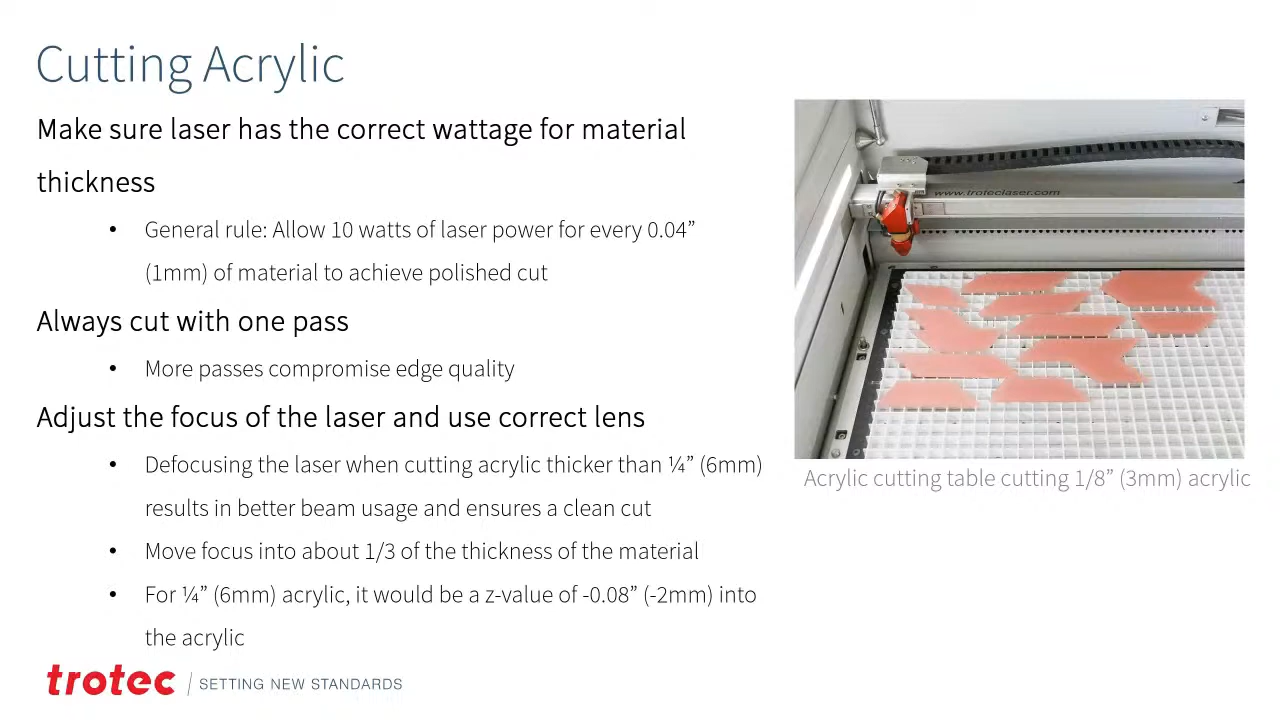 Cutting Acrylic
Make sure laser has the correct wattage for material
thickness
• General rule: Allow 10 watts of laser power for every 0.04”
(1mm) of material to achieve polished cut
Always cut with one pass
• More passes compromise edge quality
Adjust the focus of the laser and use correct lens
• Defocusing the laser when cutting acrylic thicker than ¼” (6mm)
results in better beam usage and ensures a clean cut
• Move focus into about 1/3 of the thickness of the material
• For ¼” (6mm) acrylic, it would be a z-value of -0.08” (-2mm) into
the acrylic
www.troteclaser.com
Acrylic cutting table cutting 1/8” (3mm) acrylic
trotec / SETTING NEW STANDARDS